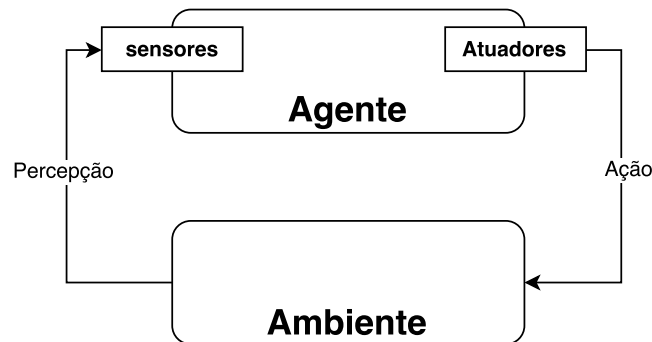 sensores
Atuadores
Agente
Percepção
Ação
Ambiente